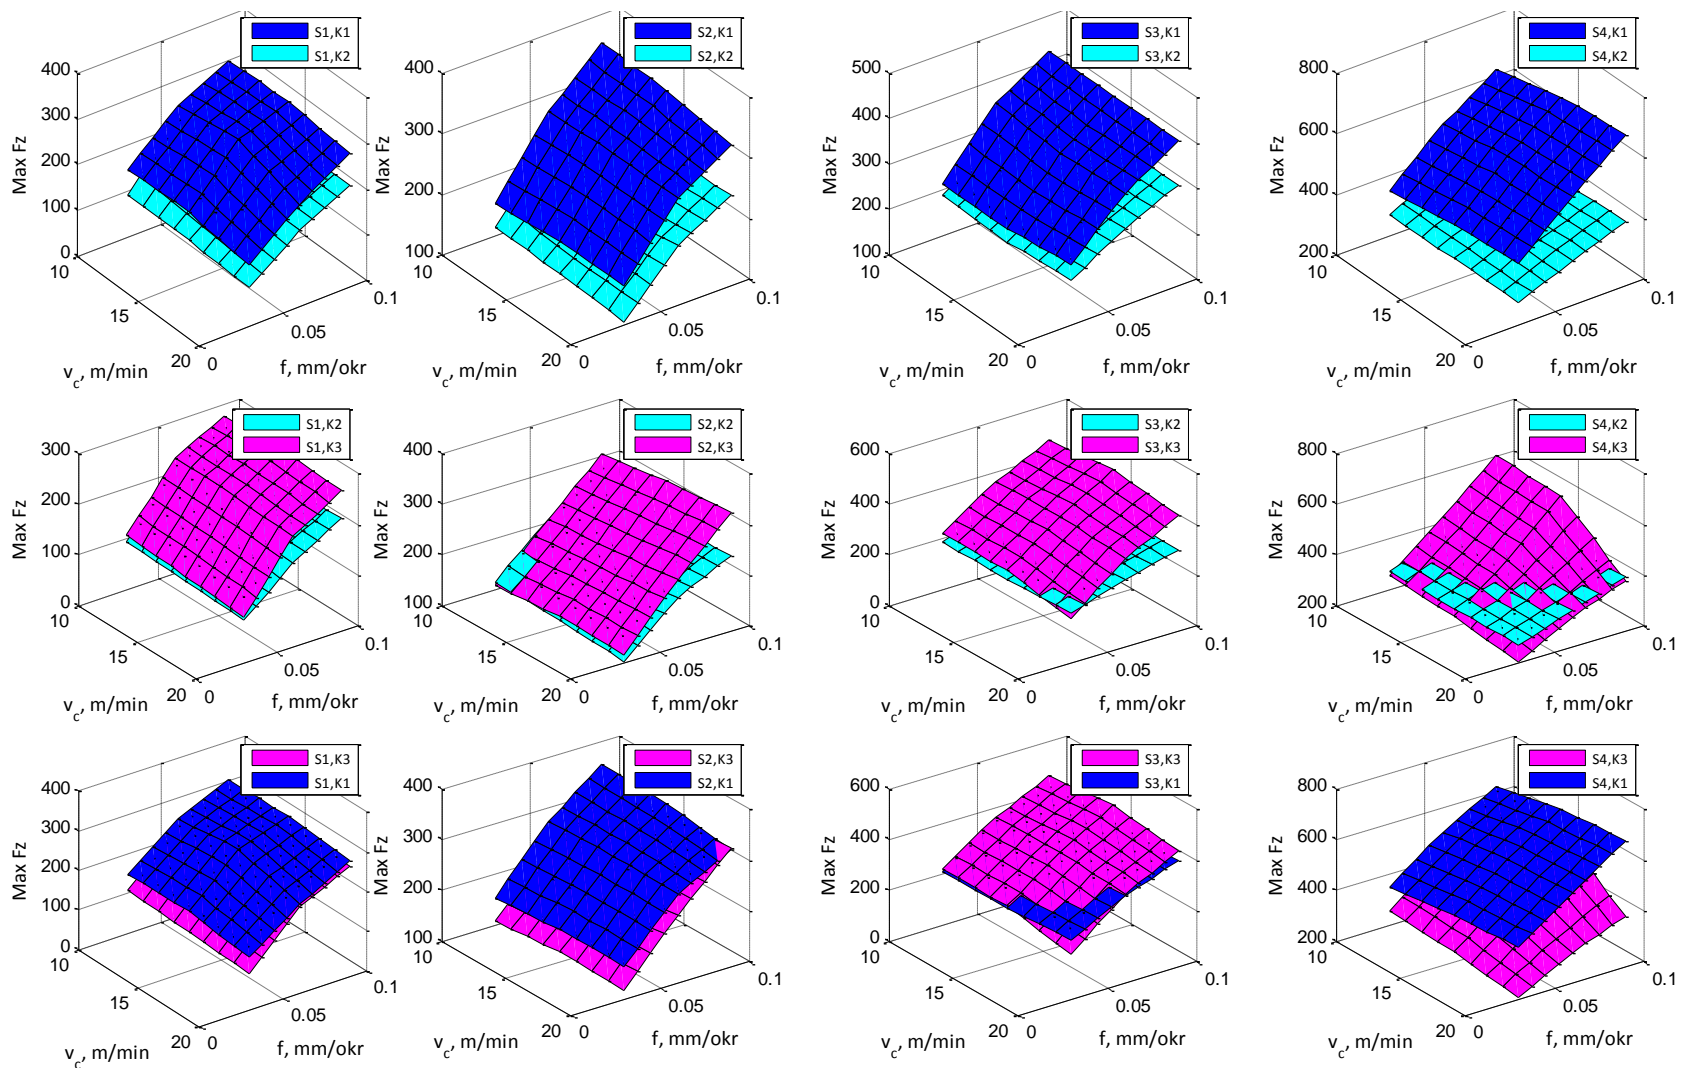 S1,K1
S1,K2
400
300
200
100
0
10
15
20
0
0.05
0.1
Max Fz
v_c, m/min
f, mm/okr
S2,K1
S2,K2
400
300
200
100
10
15
20
0
0.05
0.1
Max Fz
v_c, m/min
f, mm/okr
S3,K1
S3,K2
500
400
300
200
100
10
15
20
0
0.05
0.1
Max Fz
v_c, m/min
f, mm/okr
S4,K1
S4,K2
800
600
400
200
10
15
20
0
0.05
0.1
Max Fz
v_c, m/min
f, mm/okr
S1,K2
S1,K3
300
200
100
0
10
15
20
0
0.05
0.1
Max Fz
v_c, m/min
f, mm/okr
S2,K2
S2,K3
400
300
200
100
10
15
20
0
0.05
0.1
Max Fz
v_c, m/min
f, mm/okr
S3,K2
S3,K3
600
400
200
0
10
15
20
0
0.05
0.1
Max Fz
v_c, m/min
f, mm/okr
S4,K2
S4,K3
800
600
400
200
10
15
20
0
0.05
0.1
Max Fz
v_c, m/min
f, mm/okr
S1,K3
S1,K1
400
300
200
100
0
10
15
20
0
0.05
0.1
Max Fz
v_c, m/min
f, mm/okr
S2,K3
S2,K1
400
300
200
100
10
15
20
0
0.05
0.1
Max Fz
v_c, m/min
f, mm/okr
S3,K3
S3,K1
600
400
200
0
10
15
20
0
0.05
0.1
Max Fz
v_c, m/min
f, mm/okr
S4,K3
S4,K1
800
600
400
200
10
15
20
0
0.05
0.1
Max Fz
v_c, m/min
f, mm/okr